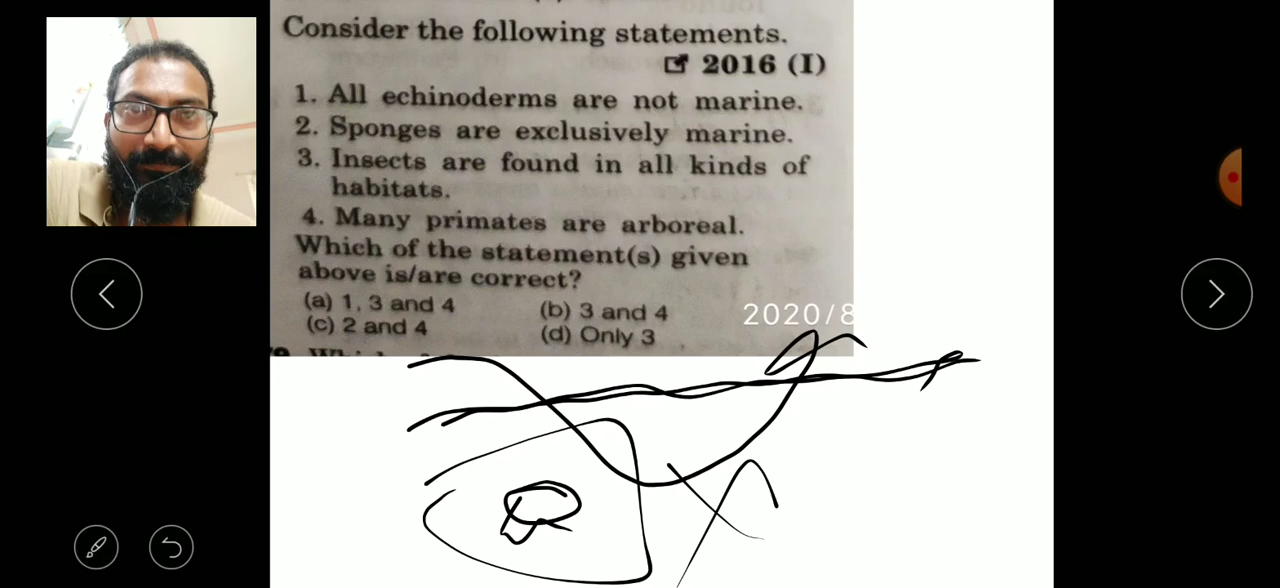 Consider the following statements.
2016 (I)
1. All echinoderms are not marine.
2. Sponges are exclusively marine.
3. Insects are found in all kinds of
habitats.
4. Many primates are arboreal.
Which of the statement(s) given
above is/are correct?
(a) 1, 3 and 4 (b) 3 and 4
(c) 2 and 4 (d) Only 3
2020/8